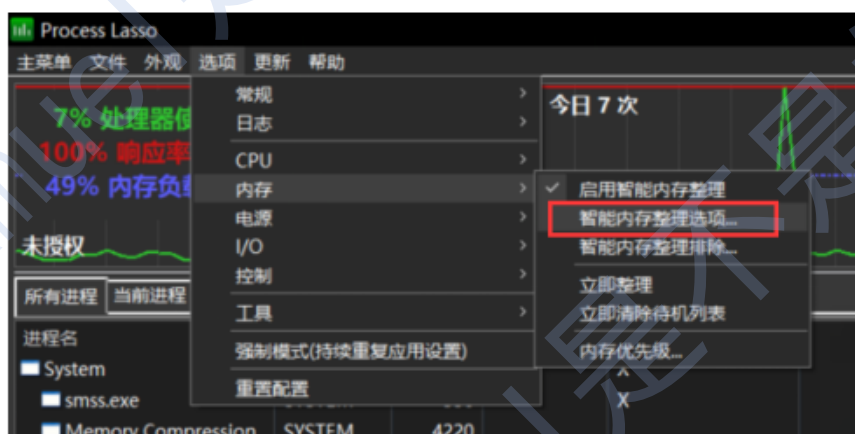 Process Lasso
主菜单 文件 外观 选项 更新 帮助
7% 处理器使
100% 响应率
49% 内存负
未授权
今日 7 次
常规
日志
CPU
内存
电源
I/O
控制
工具
强制模式(持续重复应用设置)
重置配置
启用智能内存整理
智能内存整理选项...
智能内存整理排除...
立即整理
立即清除待机列表
内存优先级...
所有进程 当前进程
进程名
System
X
smss.exe
X
Memory Compression SYSTEM 4220